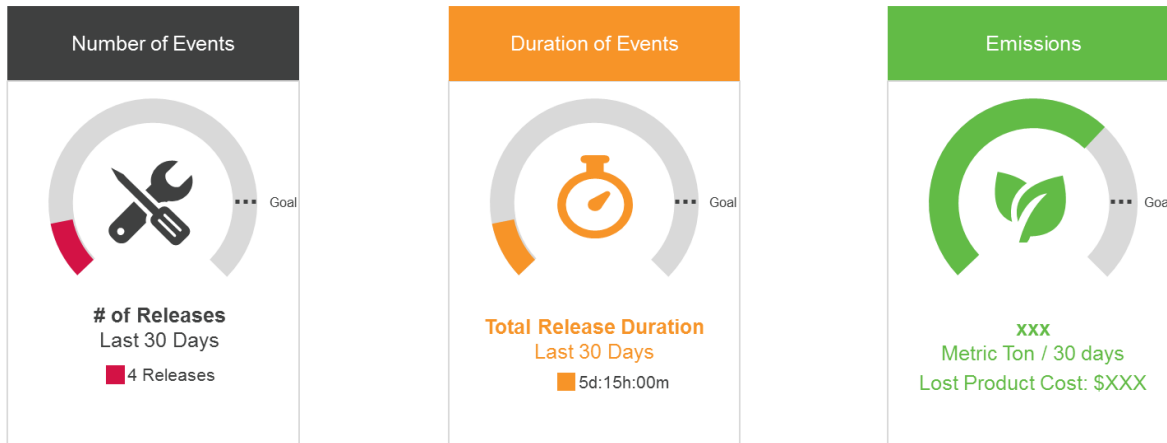 Number of Events
Goal
# of Releases
Last 30 Days
4 Releases
Duration of Events
Goal
Total Release Duration
Last 30 Days
5d:15h:00m
Emissions
Goal
xxx
Metric Ton / 30 days
Lost Product Cost: $XXX